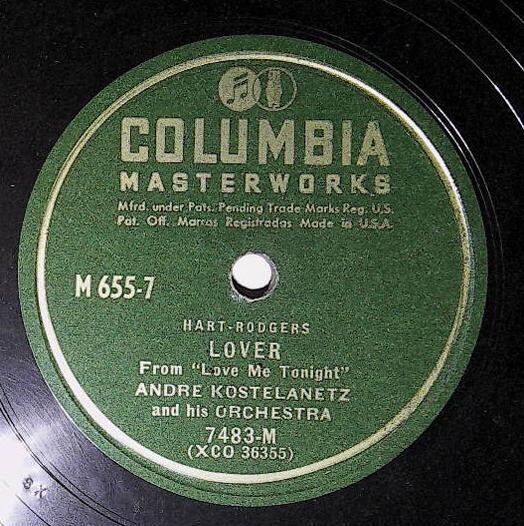 COLUMBIA
MASTERWORKS
Mfrd. under Pats. Pending Trade Marks Reg. U.S.
Pat. Off. Marcas Registradas Made in U.S.A.
M 655-7
HART-RODGERS
LOVER
From "Love Me Tonight"
ANDRE KOSTELANETZ
and his ORCHESTRA
7483-M
(XCO 36355)